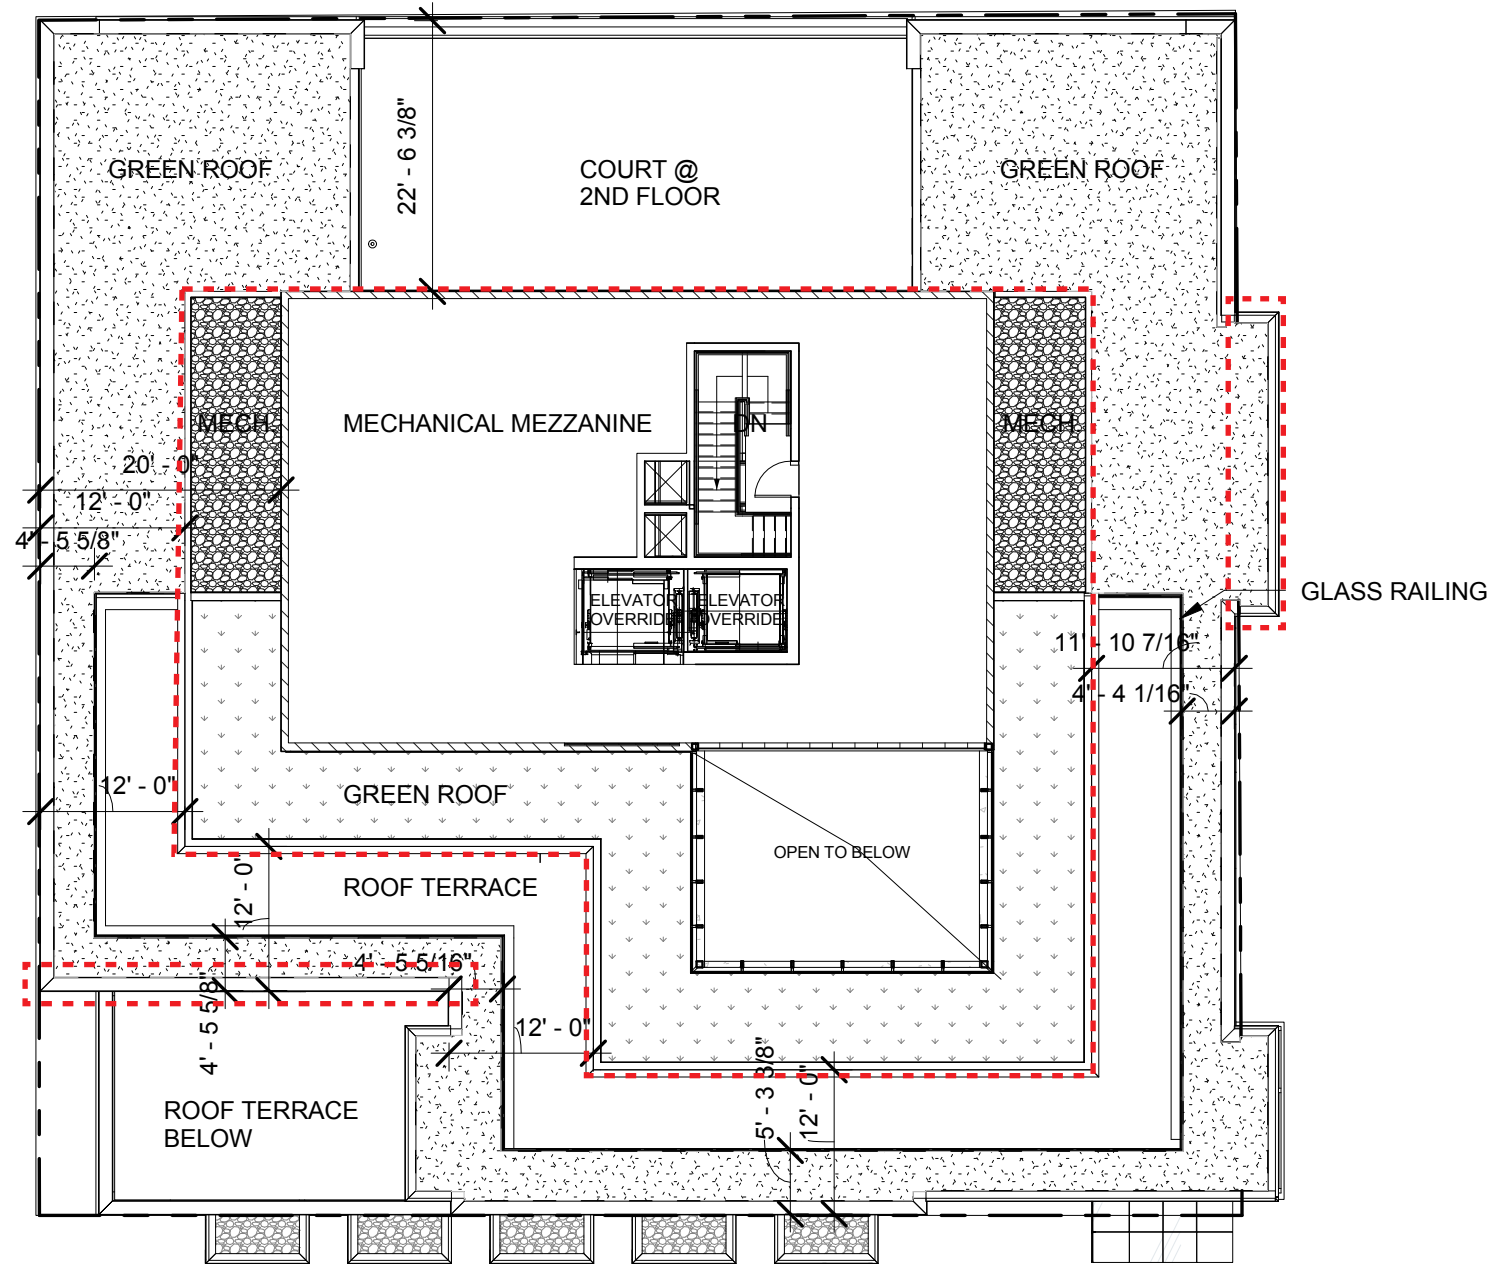 22' - 6 3/8"
GREEN ROOF
COURT @
2ND FLOOR
GREEN ROOF
MECH
MECHANICAL MEZZANINE
DN
MECH
20' - 0"
12' - 0"
4' - 5 5/8"
ELEVATOR
OVERRIDE
ELEVATOR
OVERRIDE
GLASS RAILING
11' - 10 7/16"
4' - 4 1/16"
12' - 0"
GREEN ROOF
OPEN TO BELOW
ROOF TERRACE
12' - 0"
4' - 5 5/16"
4' - 5 5/8"
12' - 0"
5' - 3 3/8"
12' - 0"
ROOF TERRACE
BELOW